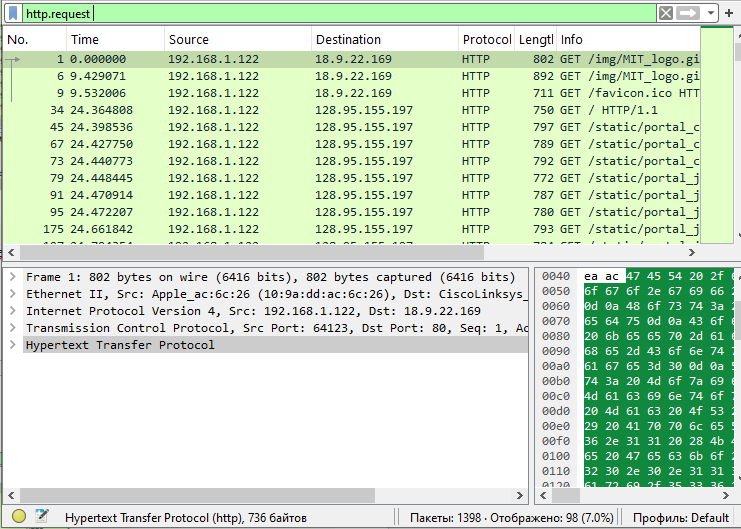 http.request
No. Time Source Destination Protocol Lengtl Info
1 0.000000 192.168.1.122 18.9.22.169 HTTP 802 GET /img/MIT_logo.gi
6 9.429071 192.168.1.122 18.9.22.169 HTTP 892 GET /img/MIT_logo.gi
9 9.532006 192.168.1.122 18.9.22.169 HTTP 711 GET /favicon.ico HTT
34 24.364808 192.168.1.122 128.95.155.197 HTTP 750 GET / HTTP/1.1
45 24.398536 192.168.1.122 128.95.155.197 HTTP 797 GET /static/portal_c
67 24.427750 192.168.1.122 128.95.155.197 HTTP 789 GET /static/portal_c
73 24.440773 192.168.1.122 128.95.155.197 HTTP 792 GET /static/portal_c
79 24.448445 192.168.1.122 128.95.155.197 HTTP 772 GET /static/portal_j
91 24.470914 192.168.1.122 128.95.155.197 HTTP 787 GET /static/portal_j
95 24.472207 192.168.1.122 128.95.155.197 HTTP 780 GET /static/portal_j
175 24.661842 192.168.1.122 128.95.155.197 HTTP 793 GET /static/portal_j
Frame 1: 802 bytes on wire (6416 bits), 802 bytes captured (6416 bits)
Ethernet II, Src: Apple_ac:6c:26 (10:9a:dd:ac:6c:26), Dst: CiscoLinksys_
Internet Protocol Version 4, Src: 192.168.1.122, Dst: 18.9.22.169
Transmission Control Protocol, Src Port: 64123, Dst Port: 80, Seq: 1, Ac
Hypertext Transfer Protocol
0040 ea ac 47 45 54 20 2f 6
0050 6f 67 6f 2e 67 69 66 2
0060 0d 0a 48 6f 73 74 3a 2
0070 65 64 75 0d 0a 43 6f 6
0080 20 6b 65 65 70 2d 61 6
0090 68 65 2d 43 6f 6e 74 7
00a0 61 67 65 3d 30 0d 0a 5
00b0 74 3a 20 4d 6f 7a 69 6
00c0 4d 61 63 69 6e 74 6f 7
00d0 20 4d 61 63 20 4f 53 2
00e0 29 20 41 70 70 6c 65 5
00f0 36 2e 31 31 20 28 4b 4
0100 65 20 47 65 63 6b 6f 2
0110 32 30 2e 30 2e 31 31 3
0120 61 72 69 2f 35 33 36 2
Hypertext Transfer Protocol (http), 736 байтов Пакеты: 1398 · Отображено: 98 (7.0%) Профиль: Default